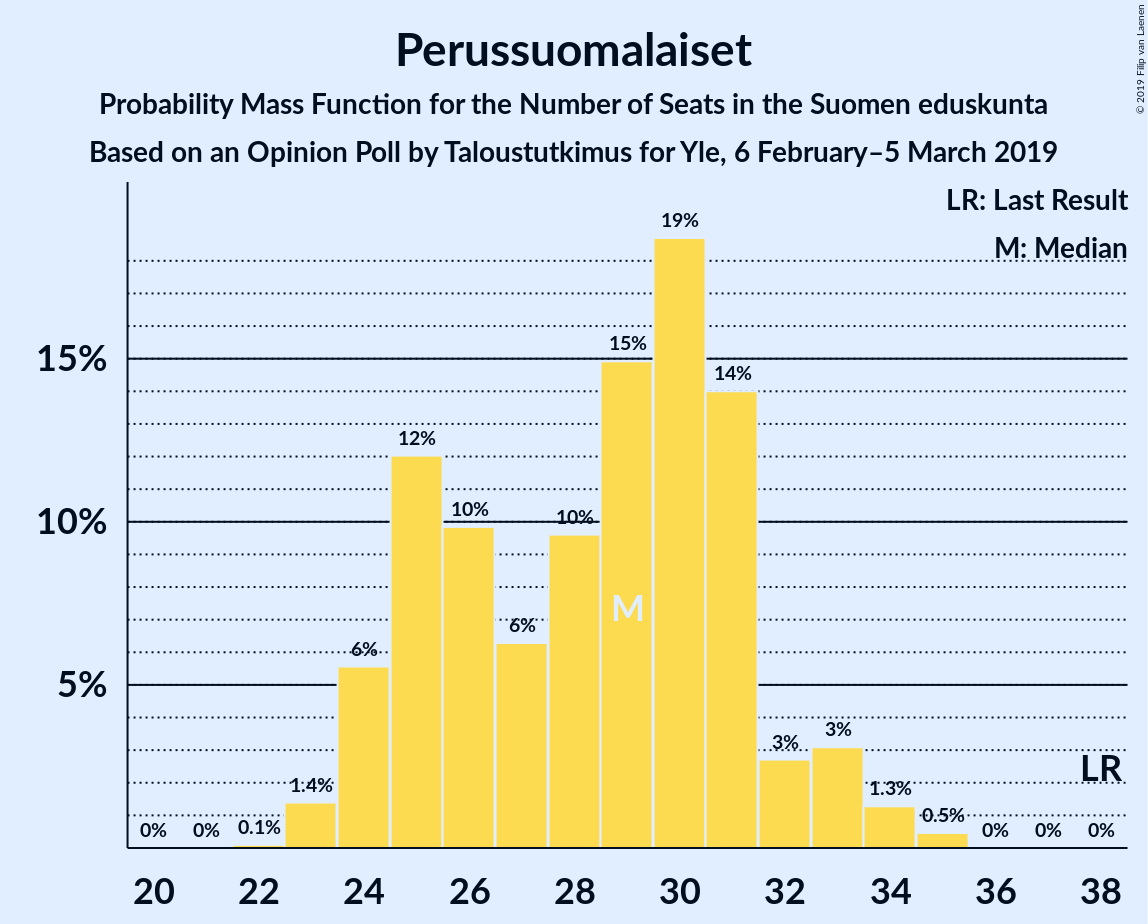 Perussuomalaiset
Probability Mass Function for the Number of Seats in the Suomen eduskunta
Based on an Opinion Poll by Taloustutkimus for Yle, 6 February–5 March 2019
© 2019 Filip van Laenen
LR: Last Result
M: Median
19%
15%
15%
14%
12%
10%
10%
10%
M
6%
6%
5%
3%
3%
LR
1.4%
1.3%
0.5%
0% 0% 0.1% 0% 0% 0%
20 22 24 26 28 30 32 34 36 38